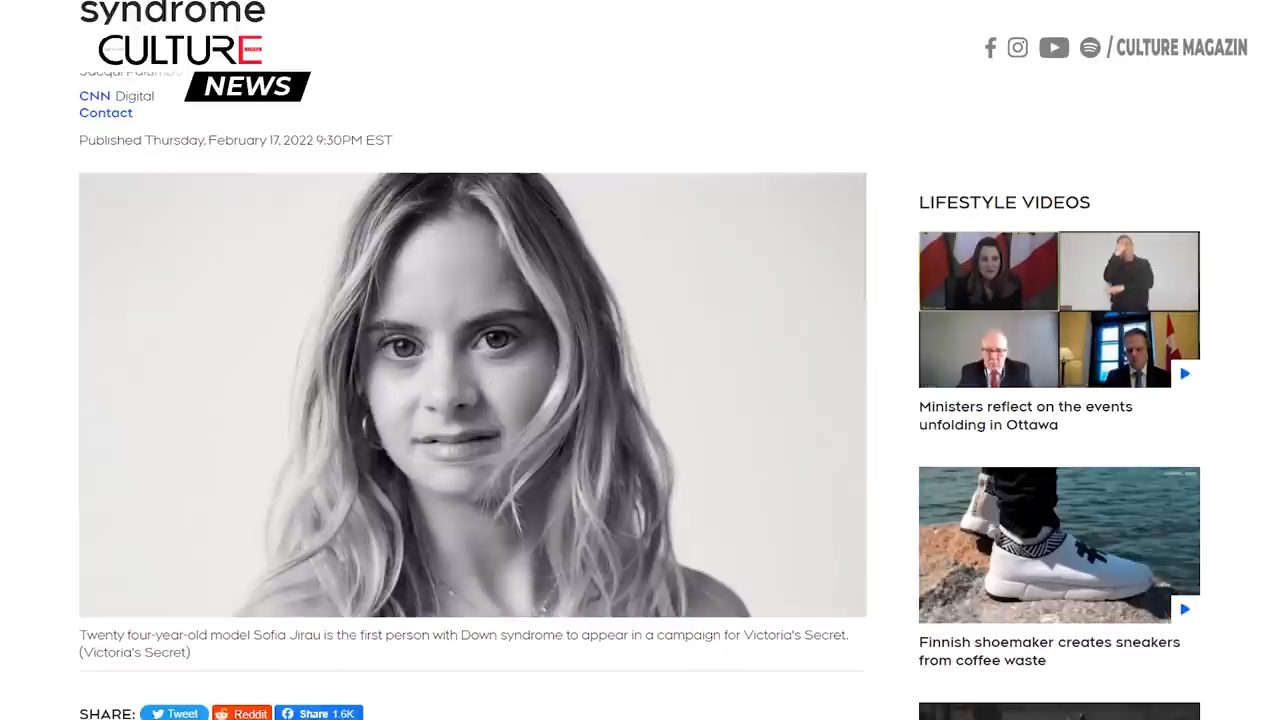 syndrome
CULTURE
NEWS
/ CULTURE MAGAZIN
CNN Digital
Contact
Published Thursday, February 17, 2022 9:30PM EST
LIFESTYLE VIDEOS
Ministers reflect on the events
unfolding in Ottawa
Finnish shoemaker creates sneakers
from coffee waste
Twenty four-year-old model Sofia Jirau is the first person with Down syndrome to appear in a campaign for Victoria's Secret.
(Victoria's Secret)
SHARE: Tweet Reddit Share 1.6K